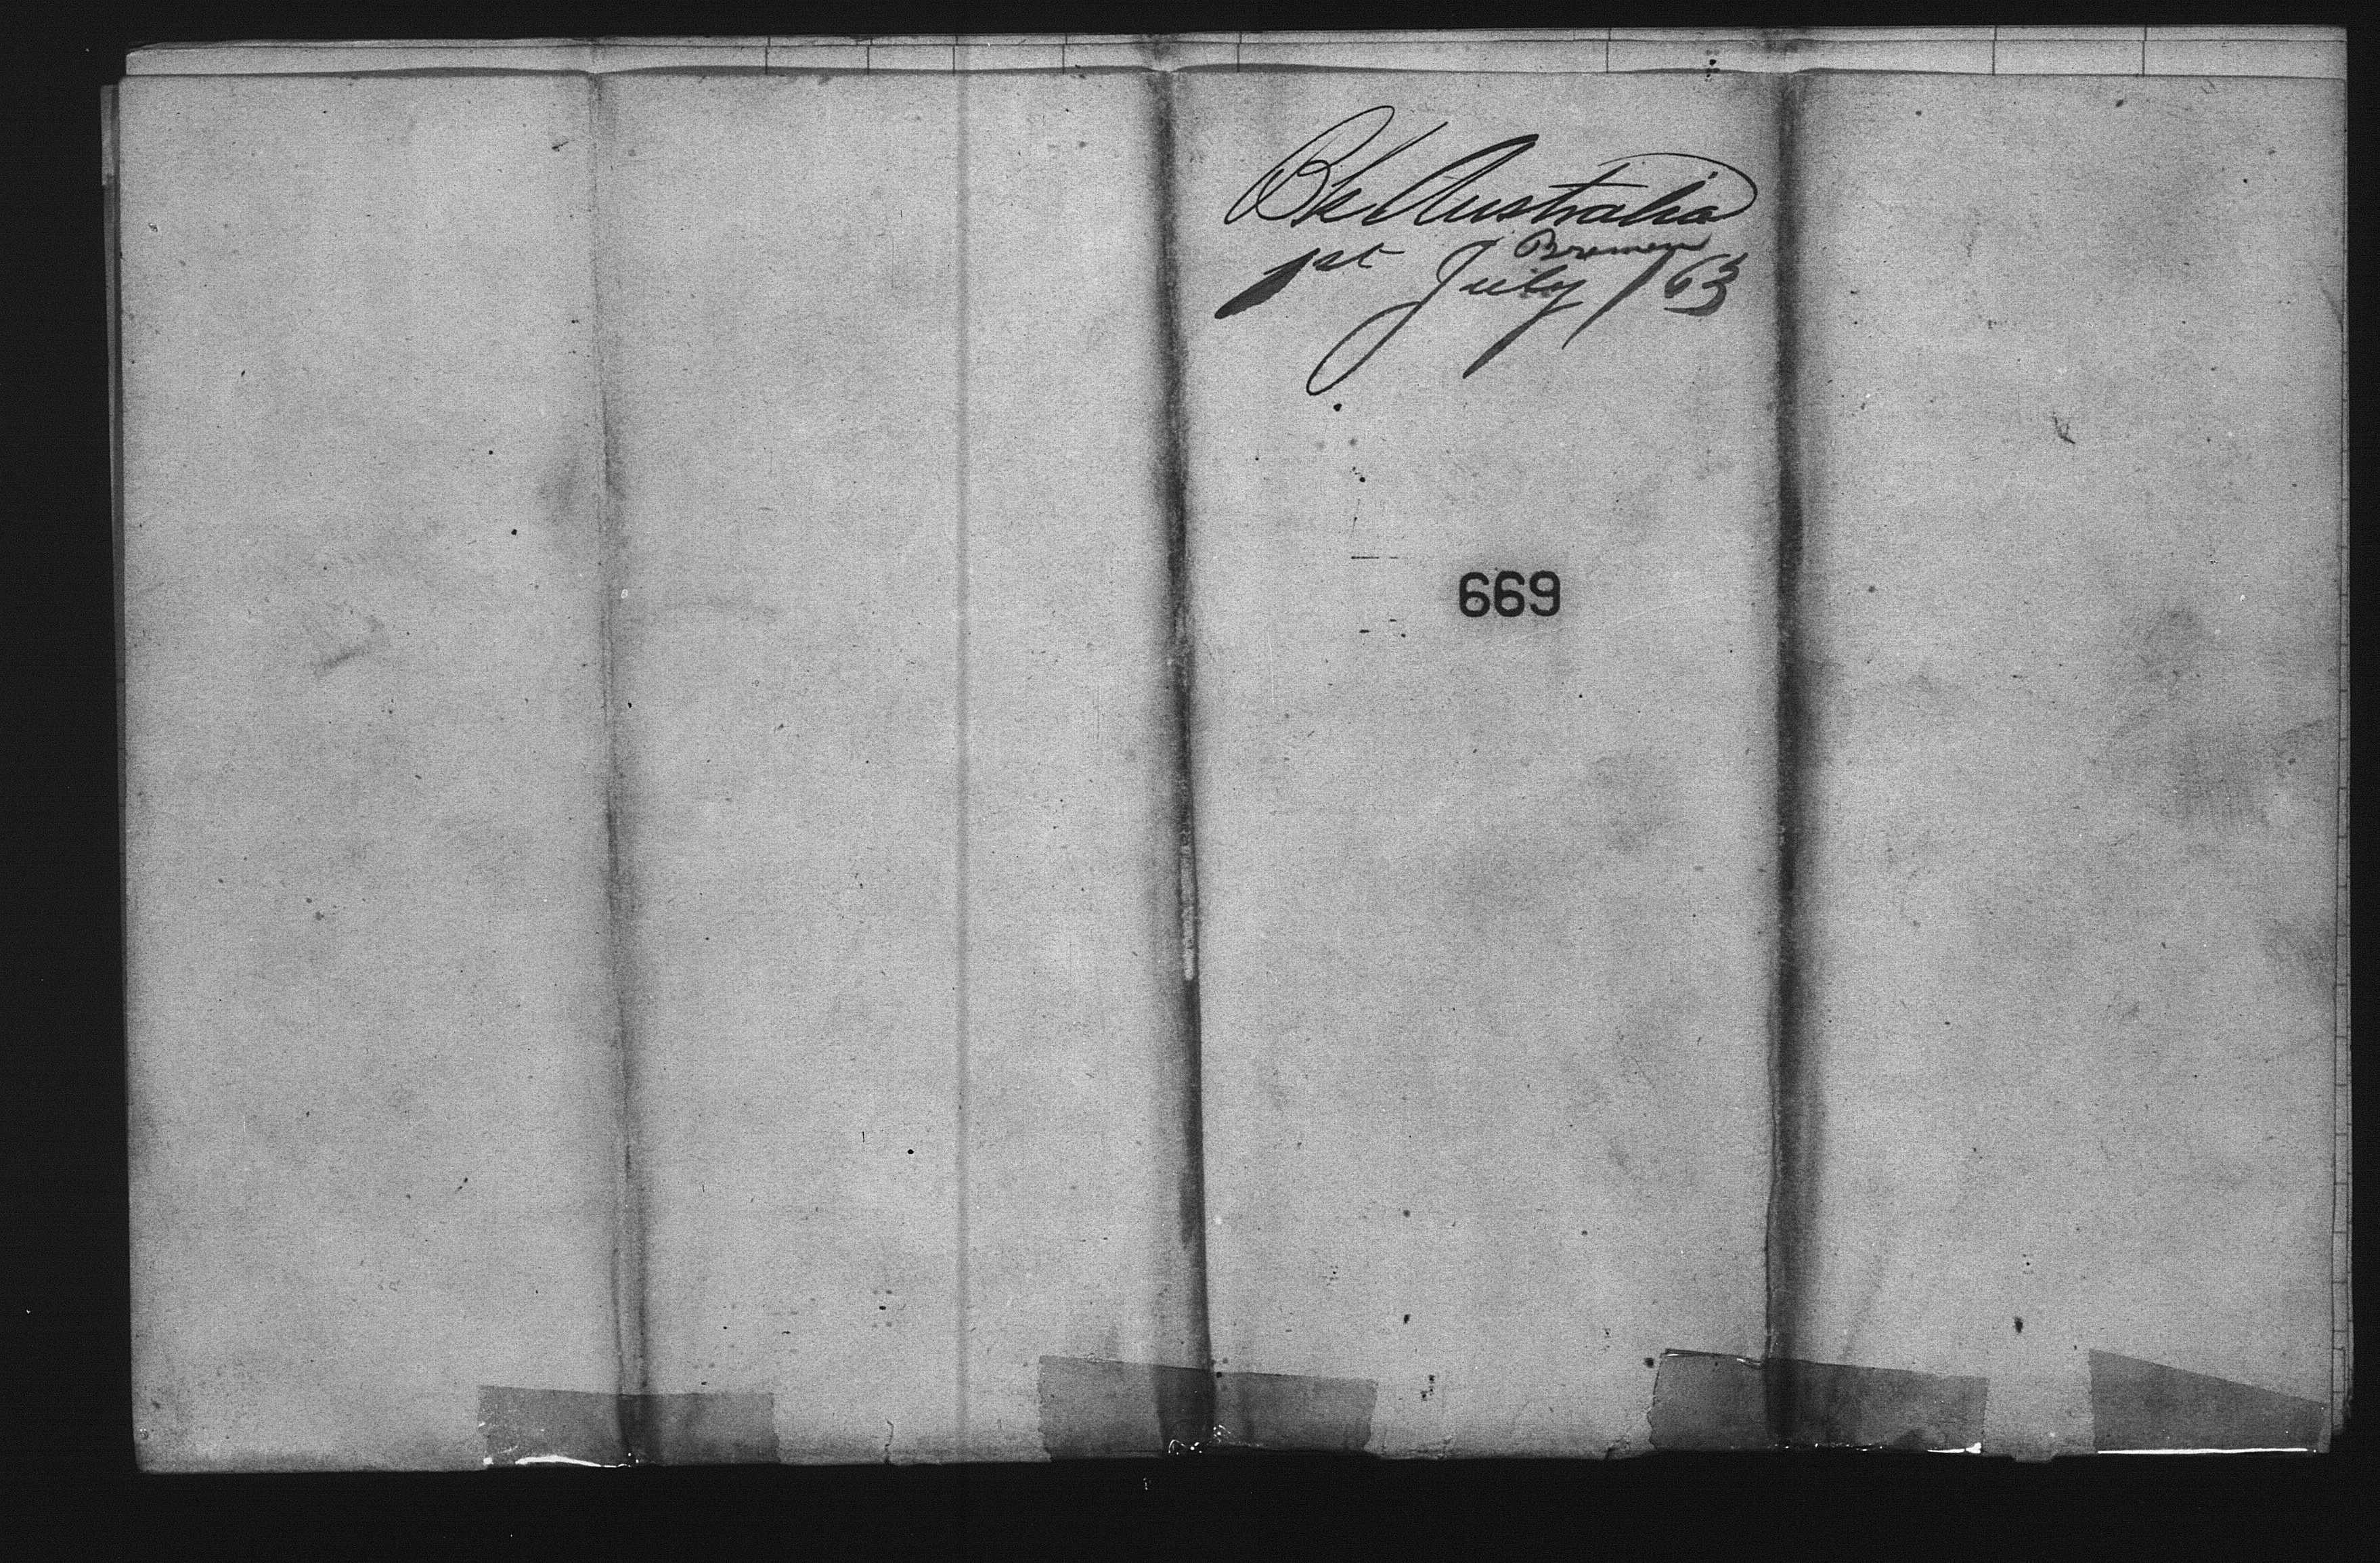 Bk Australia
Bremen
1st July / 63
669